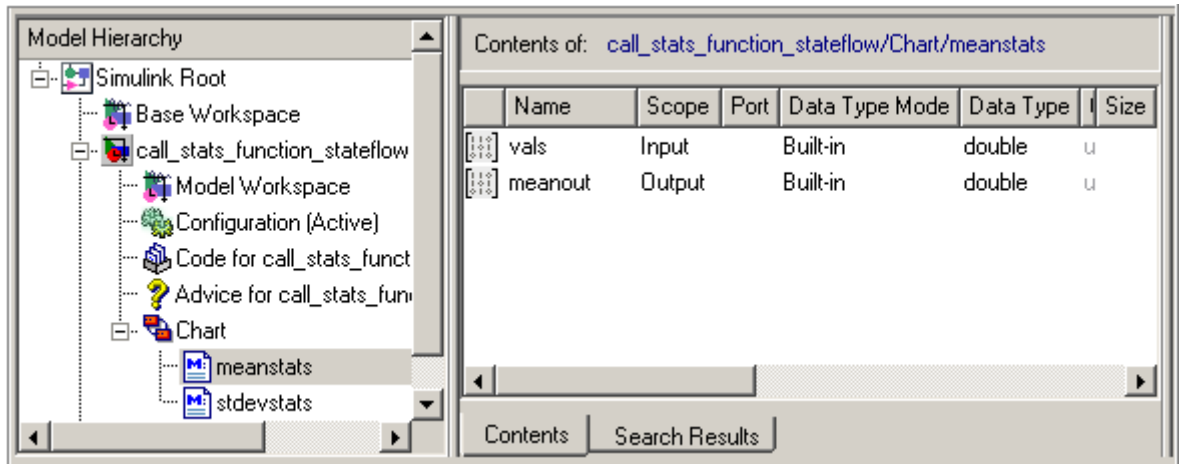 Model Hierarchy
Simulink Root
Base Workspace
call_stats_function_stateflow
Model Workspace
Configuration (Active)
Code for call_stats_funct
Advice for call_stats_fun
Chart
meanstats
stdevstats
Contents of: call_stats_function_stateflow/Chart/meanstats
Name Scope Port Data Type Mode Data Type Size
vals Input Built-in double u
meanout Output Built-in double u
Contents Search Results